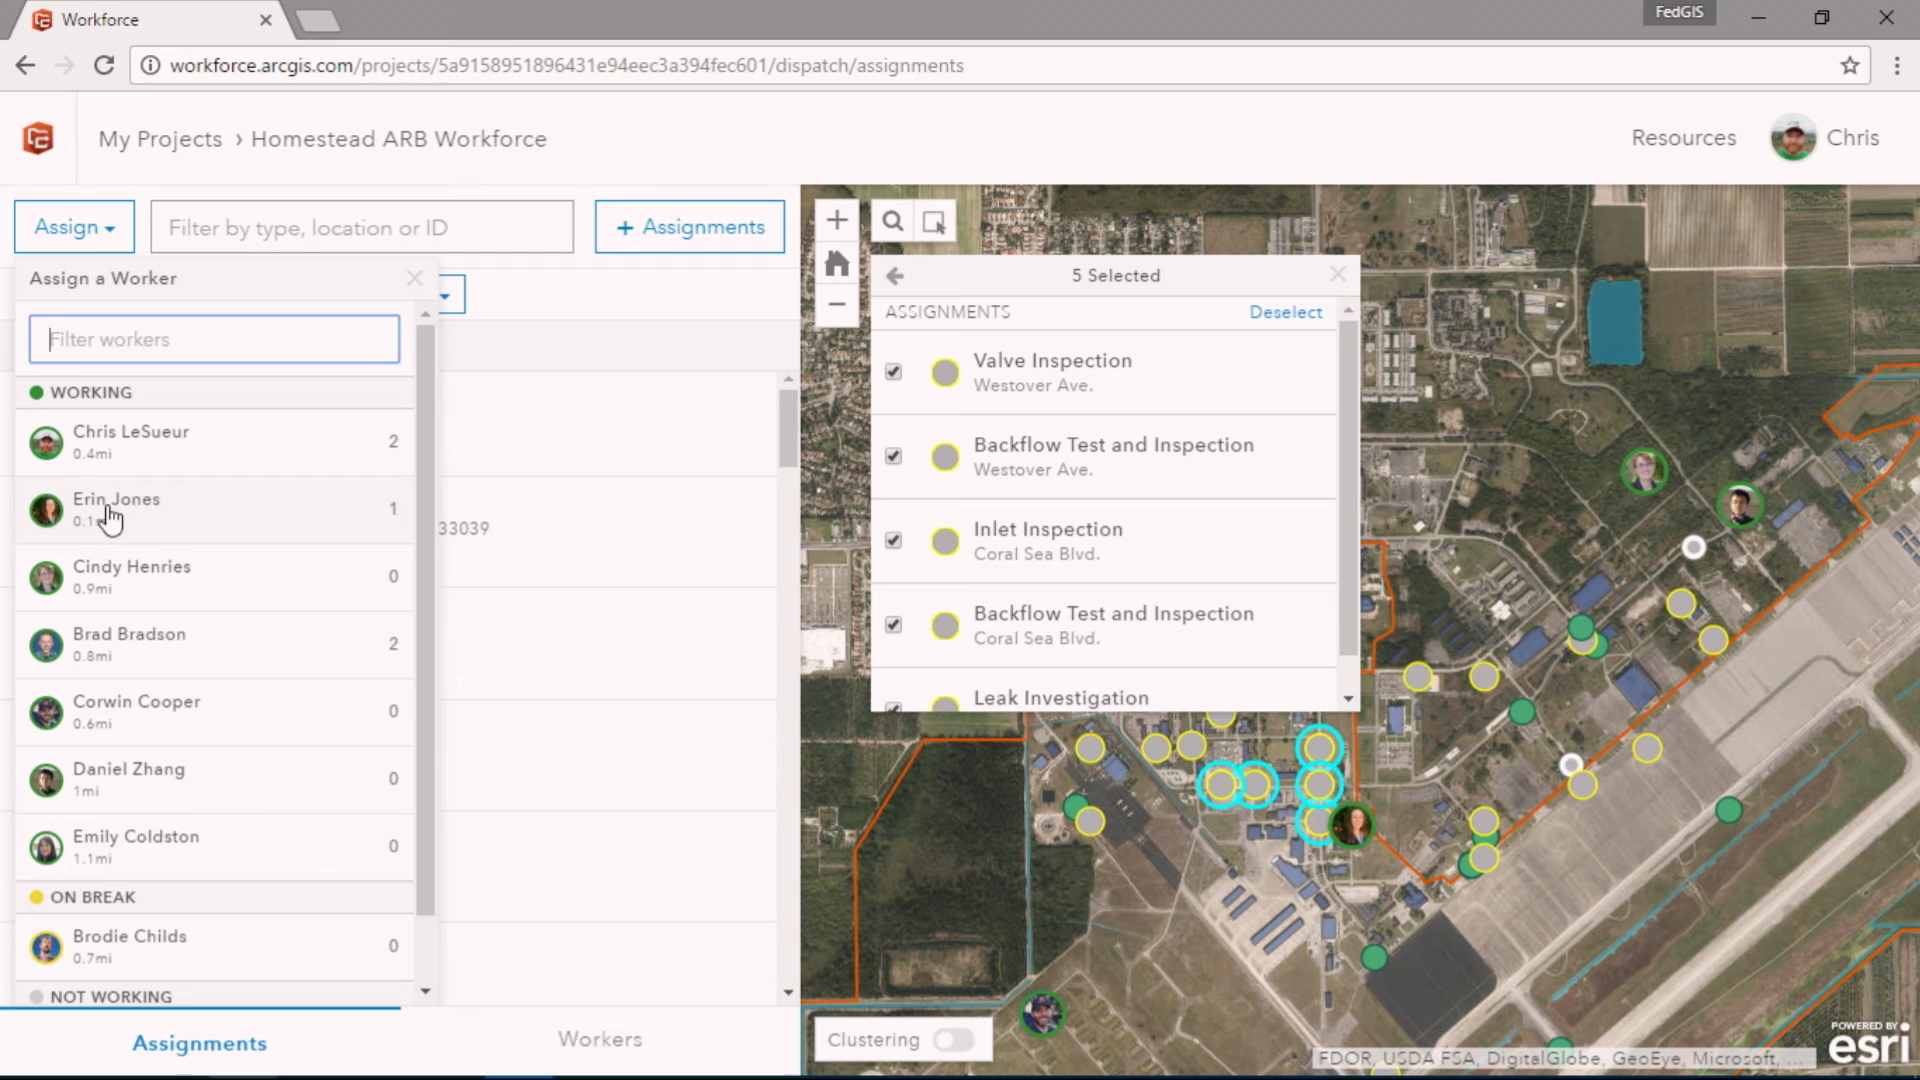 Workforce
FedGIS
workforce.arcgis.com/projects/5a9158951896431e94eec3a394fec601/dispatch/assignments
My Projects › Homestead ARB Workforce
Resources
Chris
Assign
Filter by type, location or ID
+ Assignments
Assign a Worker
Filter workers
WORKING
Chris LeSueur
0.4mi
2
Erin Jones
0.1
1
33039
Cindy Henries
0.9mi
0
Brad Bradson
0.8mi
2
Corwin Cooper
0.6mi
0
Daniel Zhang
1mi
0
Emily Coldston
1.1mi
0
ON BREAK
Brodie Childs
0.7mi
0
NOT WORKING
Assignments
Workers
5 Selected
ASSIGNMENTS
Deselect
Valve Inspection
Westover Ave.
Backflow Test and Inspection
Westover Ave.
Inlet Inspection
Coral Sea Blvd.
Backflow Test and Inspection
Coral Sea Blvd.
Leak Investigation
Clustering
POWERED BY
esri
FDOR, USDA FSA, DigitalGlobe, GeoEye, Microsoft, ...